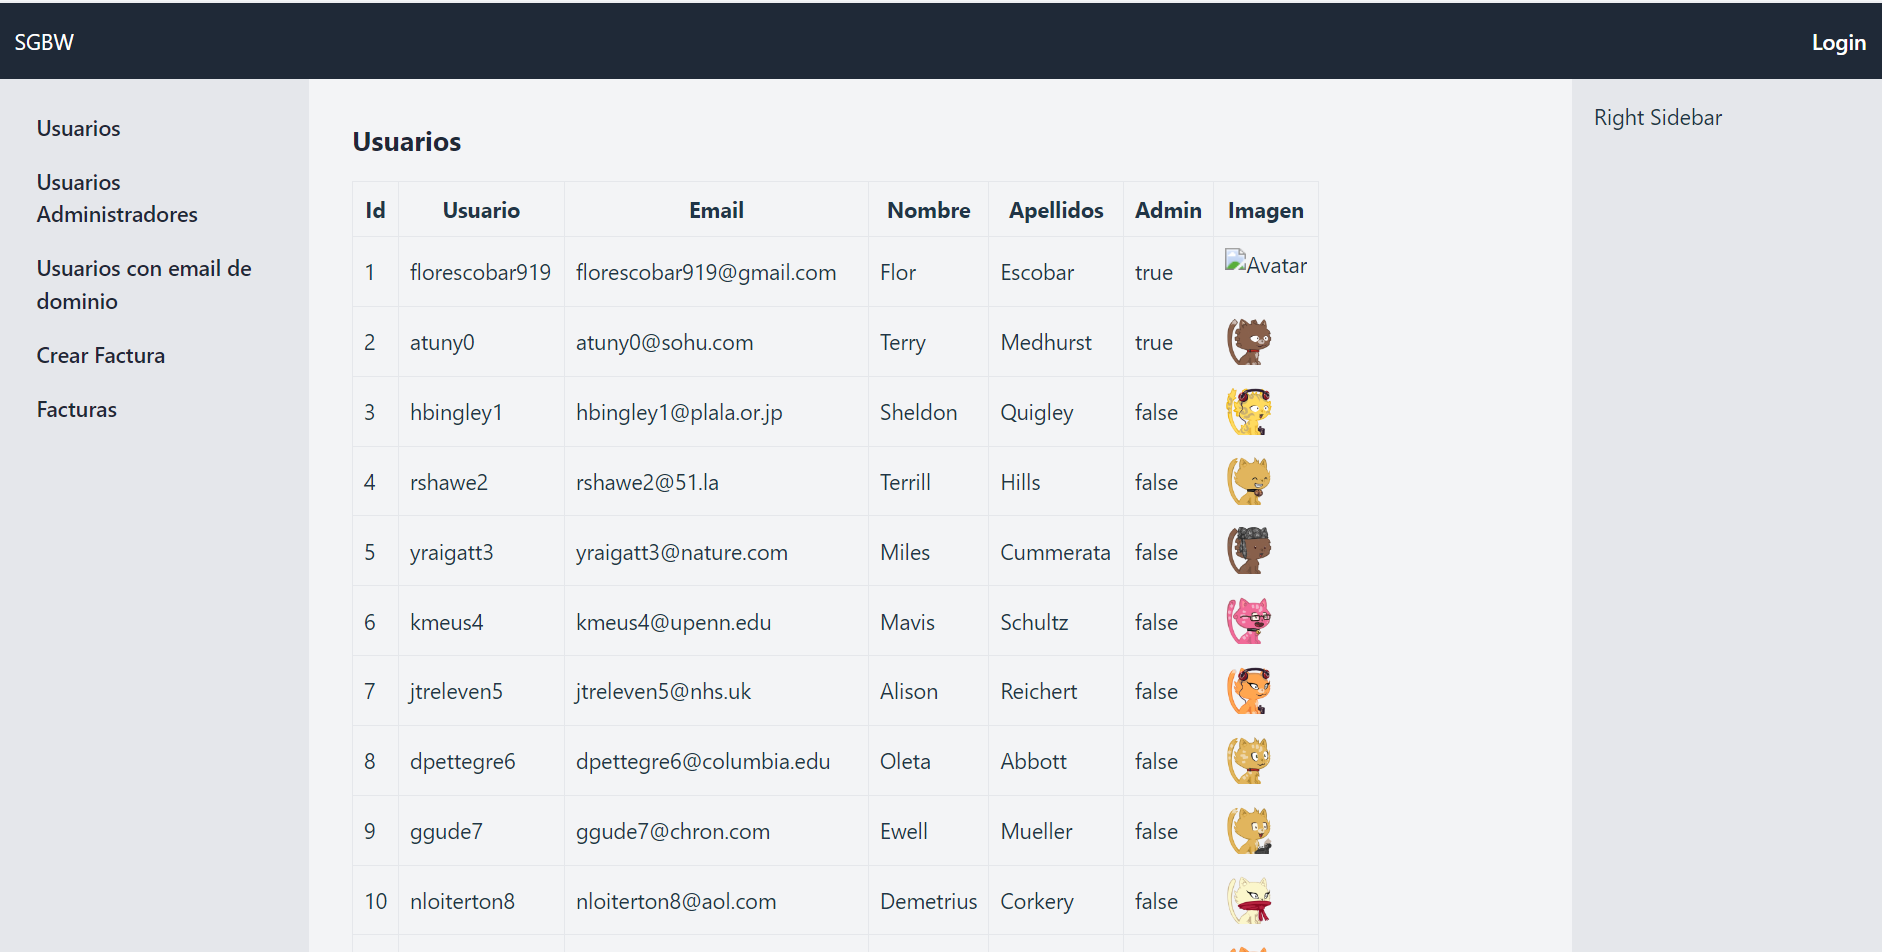 SGBW
Login
Usuarios
Usuarios
Administradores
Usuarios con email de
dominio
Crear Factura
Facturas
Usuarios
Id Usuario Email Nombre Apellidos Admin Imagen
1 florescobar919 florescobar919@gmail.com Flor Escobar true Avatar
2 atuny0 atuny0@sohu.com Terry Medhurst true
3 hbingley1 hbingley1@plala.or.jp Sheldon Quigley false
4 rshawe2 rshawe2@51.la Terrill Hills false
5 yraigatt3 yraigatt3@nature.com Miles Cummerata false
6 kmeus4 kmeus4@upenn.edu Mavis Schultz false
7 jtreleven5 jtreleven5@nhs.uk Alison Reichert false
8 dpettegre6 dpettegre6@columbia.edu Oleta Abbott false
9 ggude7 ggude7@chron.com Ewell Mueller false
10 nloiterton8 nloiterton8@aol.com Demetrius Corkery false
Right Sidebar